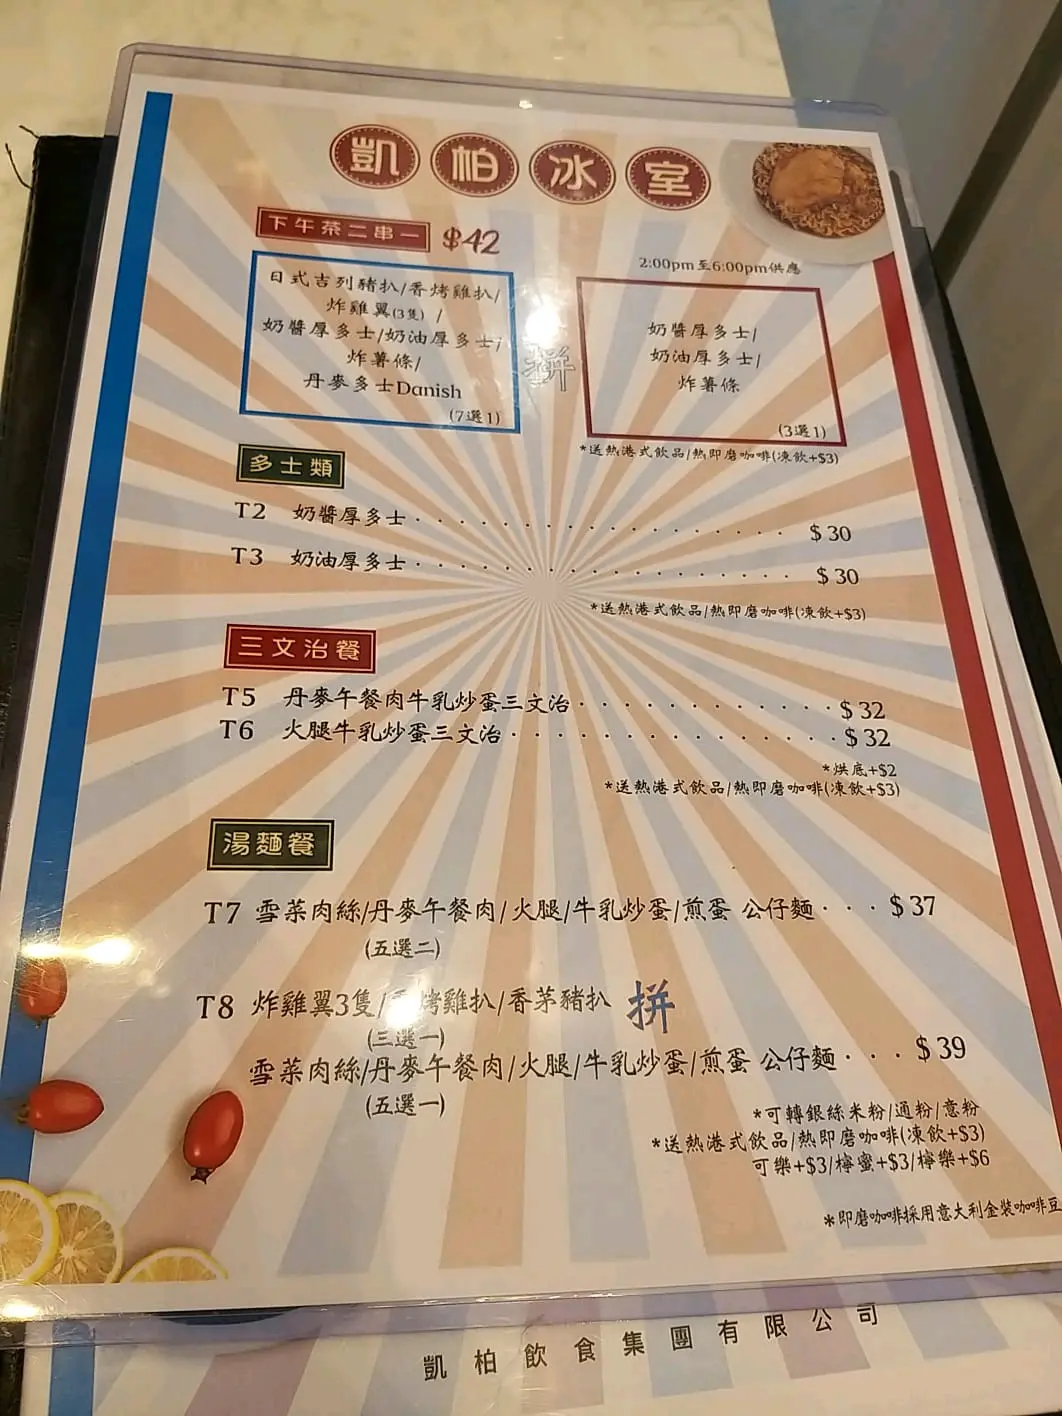 凱柏冰室
下午茶二串一 $42
2:00pm至6:00pm供應
日式吉列豬扒/香烤雞扒/
炸雞翼(3隻) /
奶醬厚多士/奶油厚多士/
炸薯條/
丹麥多士Danish
(7選1)
拼
奶醬厚多士/
奶油厚多士/
炸薯條
(3選1)
*送熱港式飲品/熱即磨咖啡(凍飲+$3)
多士類
T2 奶醬厚多士 $30
T3 奶油厚多士 $30
*送熱港式飲品/熱即磨咖啡(凍飲+$3)
三文治餐
T5 丹麥午餐肉牛乳炒蛋三文治 $32
T6 火腿牛乳炒蛋三文治 $32
*烘底+$2
*送熱港式飲品/熱即磨咖啡(凍飲+$3)
湯麵餐
T7 雪菜肉絲/丹麥午餐肉/火腿/牛乳炒蛋/煎蛋 公仔麵 $37
(五選二)
T8 炸雞翼3隻/烤雞扒/香茅豬扒 拼
(三選一)
雪菜肉絲/丹麥午餐肉/火腿/牛乳炒蛋/煎蛋 公仔麵 $39
(五選一)
*可轉銀絲米粉/通粉/意粉
*送熱港式飲品/熱即磨咖啡(凍飲+$3)
可樂+$3/檸蜜+$3/檸樂+$6
*即磨咖啡採用意大利金裝咖啡豆
凱柏飲食集團有限公司